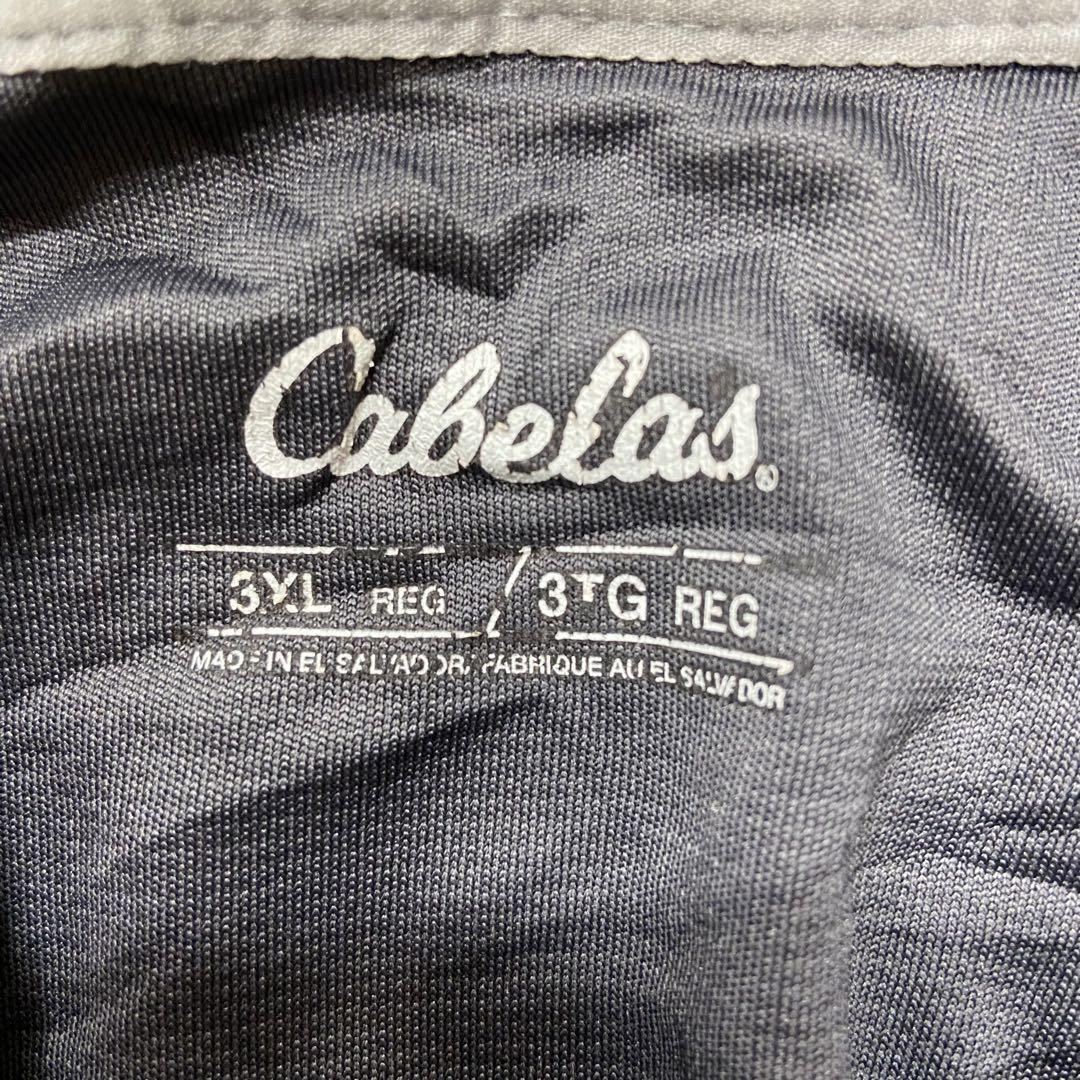 Cabelas®
3XL REG / 3TG REG
MADE IN EL SALVADOR/FABRIQUE AU EL SALVADOR